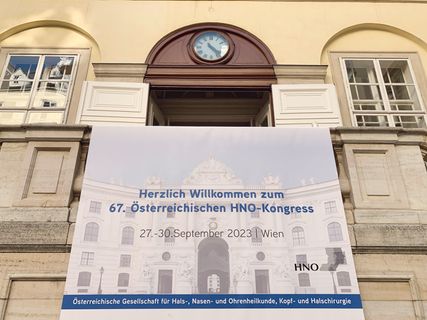 Herzlich Willkommen zum
67. Österreichischen HNO-Kongress
27.-30.September 2023 | Wien
HNO
Österreichische Gesellschaft für Hals-, Nasen- und Ohrenheilkunde, Kopf- und Halschirurgie